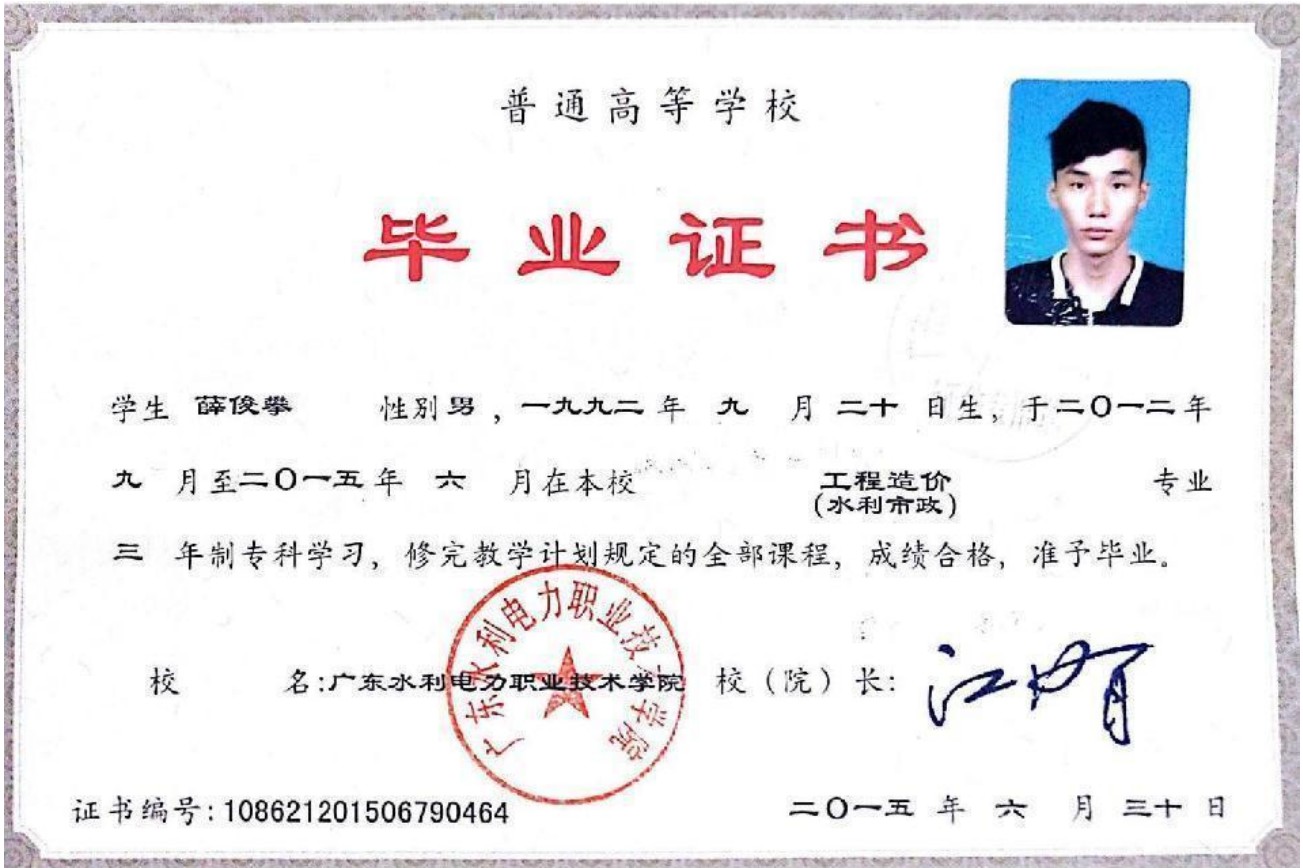 普通高等学校
毕业证书
学生 薛俊攀 性别男，一九九二年 九 月 二十 日生，于二〇一二年
九 月至二〇一五年 六 月在本校 工程造价 专业
(水利市政)
三 年制专科学习，修完教学计划规定的全部课程，成绩合格，准予毕业。
广东水利电力职业技术学院
校 名:广东水利电力职业技术学院 校（院）长:
证书编号:108621201506790464 二〇一五 年 六 月 三十 日